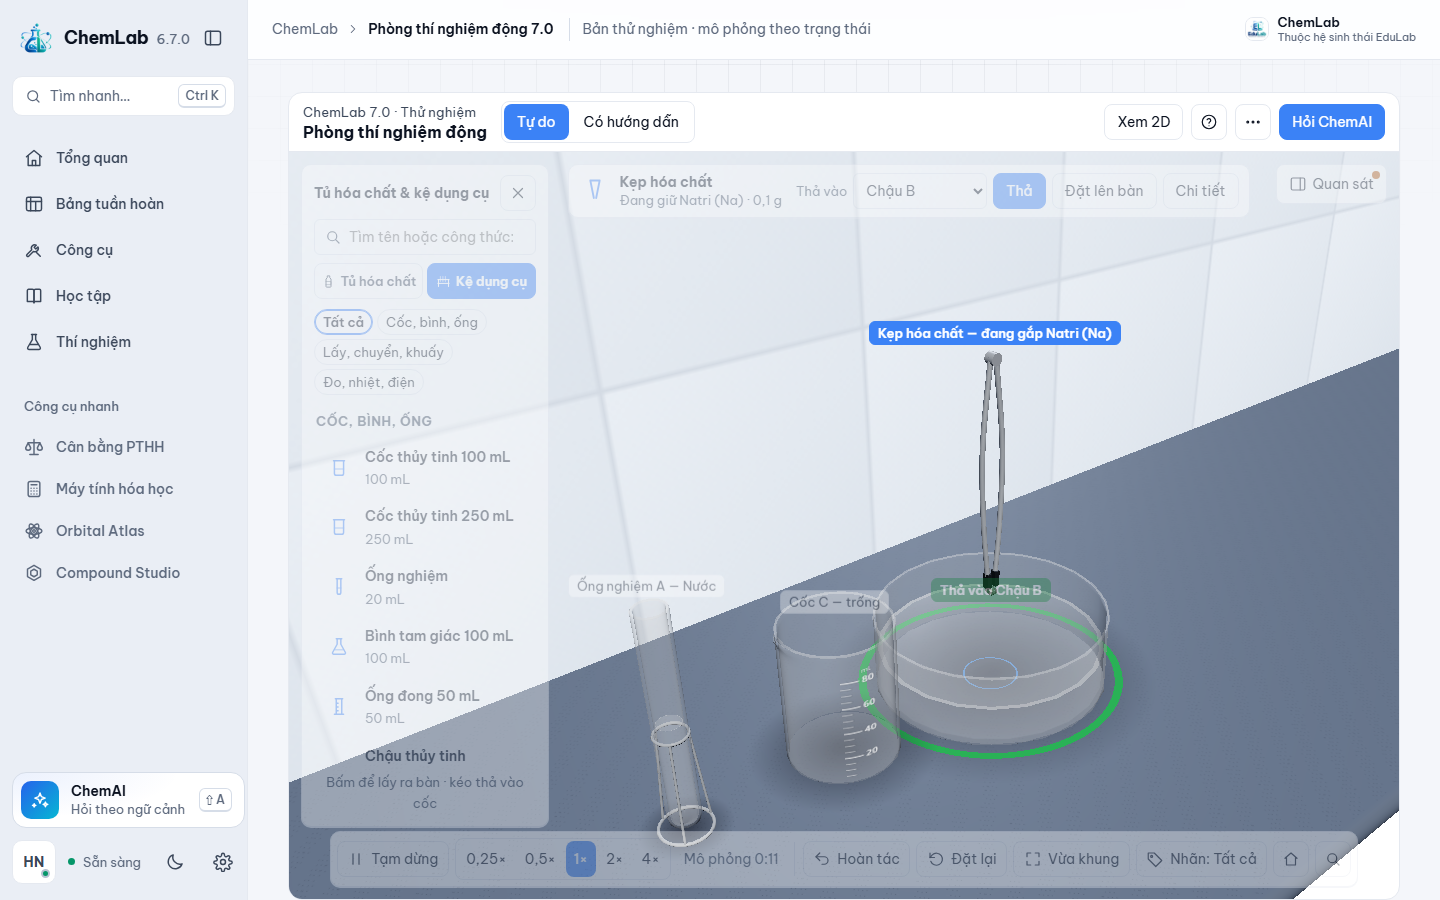 ChemLab 6.7.0
Tìm nhanh... Ctrl K
Tổng quan
Bảng tuần hoàn
Công cụ
Học tập
Thí nghiệm
Công cụ nhanh
Cân bằng PTHH
Máy tính hóa học
Orbital Atlas
Compound Studio
ChemAI
Hỏi theo ngữ cảnh
⇧A
HN
Sẵn sàng
ChemLab > Phòng thí nghiệm động 7.0
Bản thử nghiệm · mô phỏng theo trạng thái
ChemLab
Thuộc hệ sinh thái EduLab
ChemLab 7.0 · Thử nghiệm
Phòng thí nghiệm động
Tự do
Có hướng dẫn
Xem 2D
Hỏi ChemAI
Tủ hóa chất & kệ dụng cụ
Tìm tên hoặc công thức:
Tủ hóa chất
Kệ dụng cụ
Tất cả
Cốc, bình, ống
Lấy, chuyển, khuấy
Đo, nhiệt, điện
CỐC, BÌNH, ỐNG
Cốc thủy tinh 100 mL
100 mL
Cốc thủy tinh 250 mL
250 mL
Ống nghiệm
20 mL
Bình tam giác 100 mL
100 mL
Ống đong 50 mL
50 mL
Chậu thủy tinh
Bấm để lấy ra bàn · kéo thả vào
cốc
Kẹp hóa chất
Đang giữ Natri (Na) · 0,1 g
Thả vào
Chậu B
Thả
Đặt lên bàn
Chi tiết
Quan sát
Kẹp hóa chất — đang gắp Natri (Na)
Thả vào Chậu B
Ống nghiệm A — Nước
Cốc C — trống
80
60
40
20
Tạm dừng
0,25×
0,5×
1×
2×
4×
Mô phỏng 0:11
Hoàn tác
Đặt lại
Vừa khung
Nhãn: Tất cả